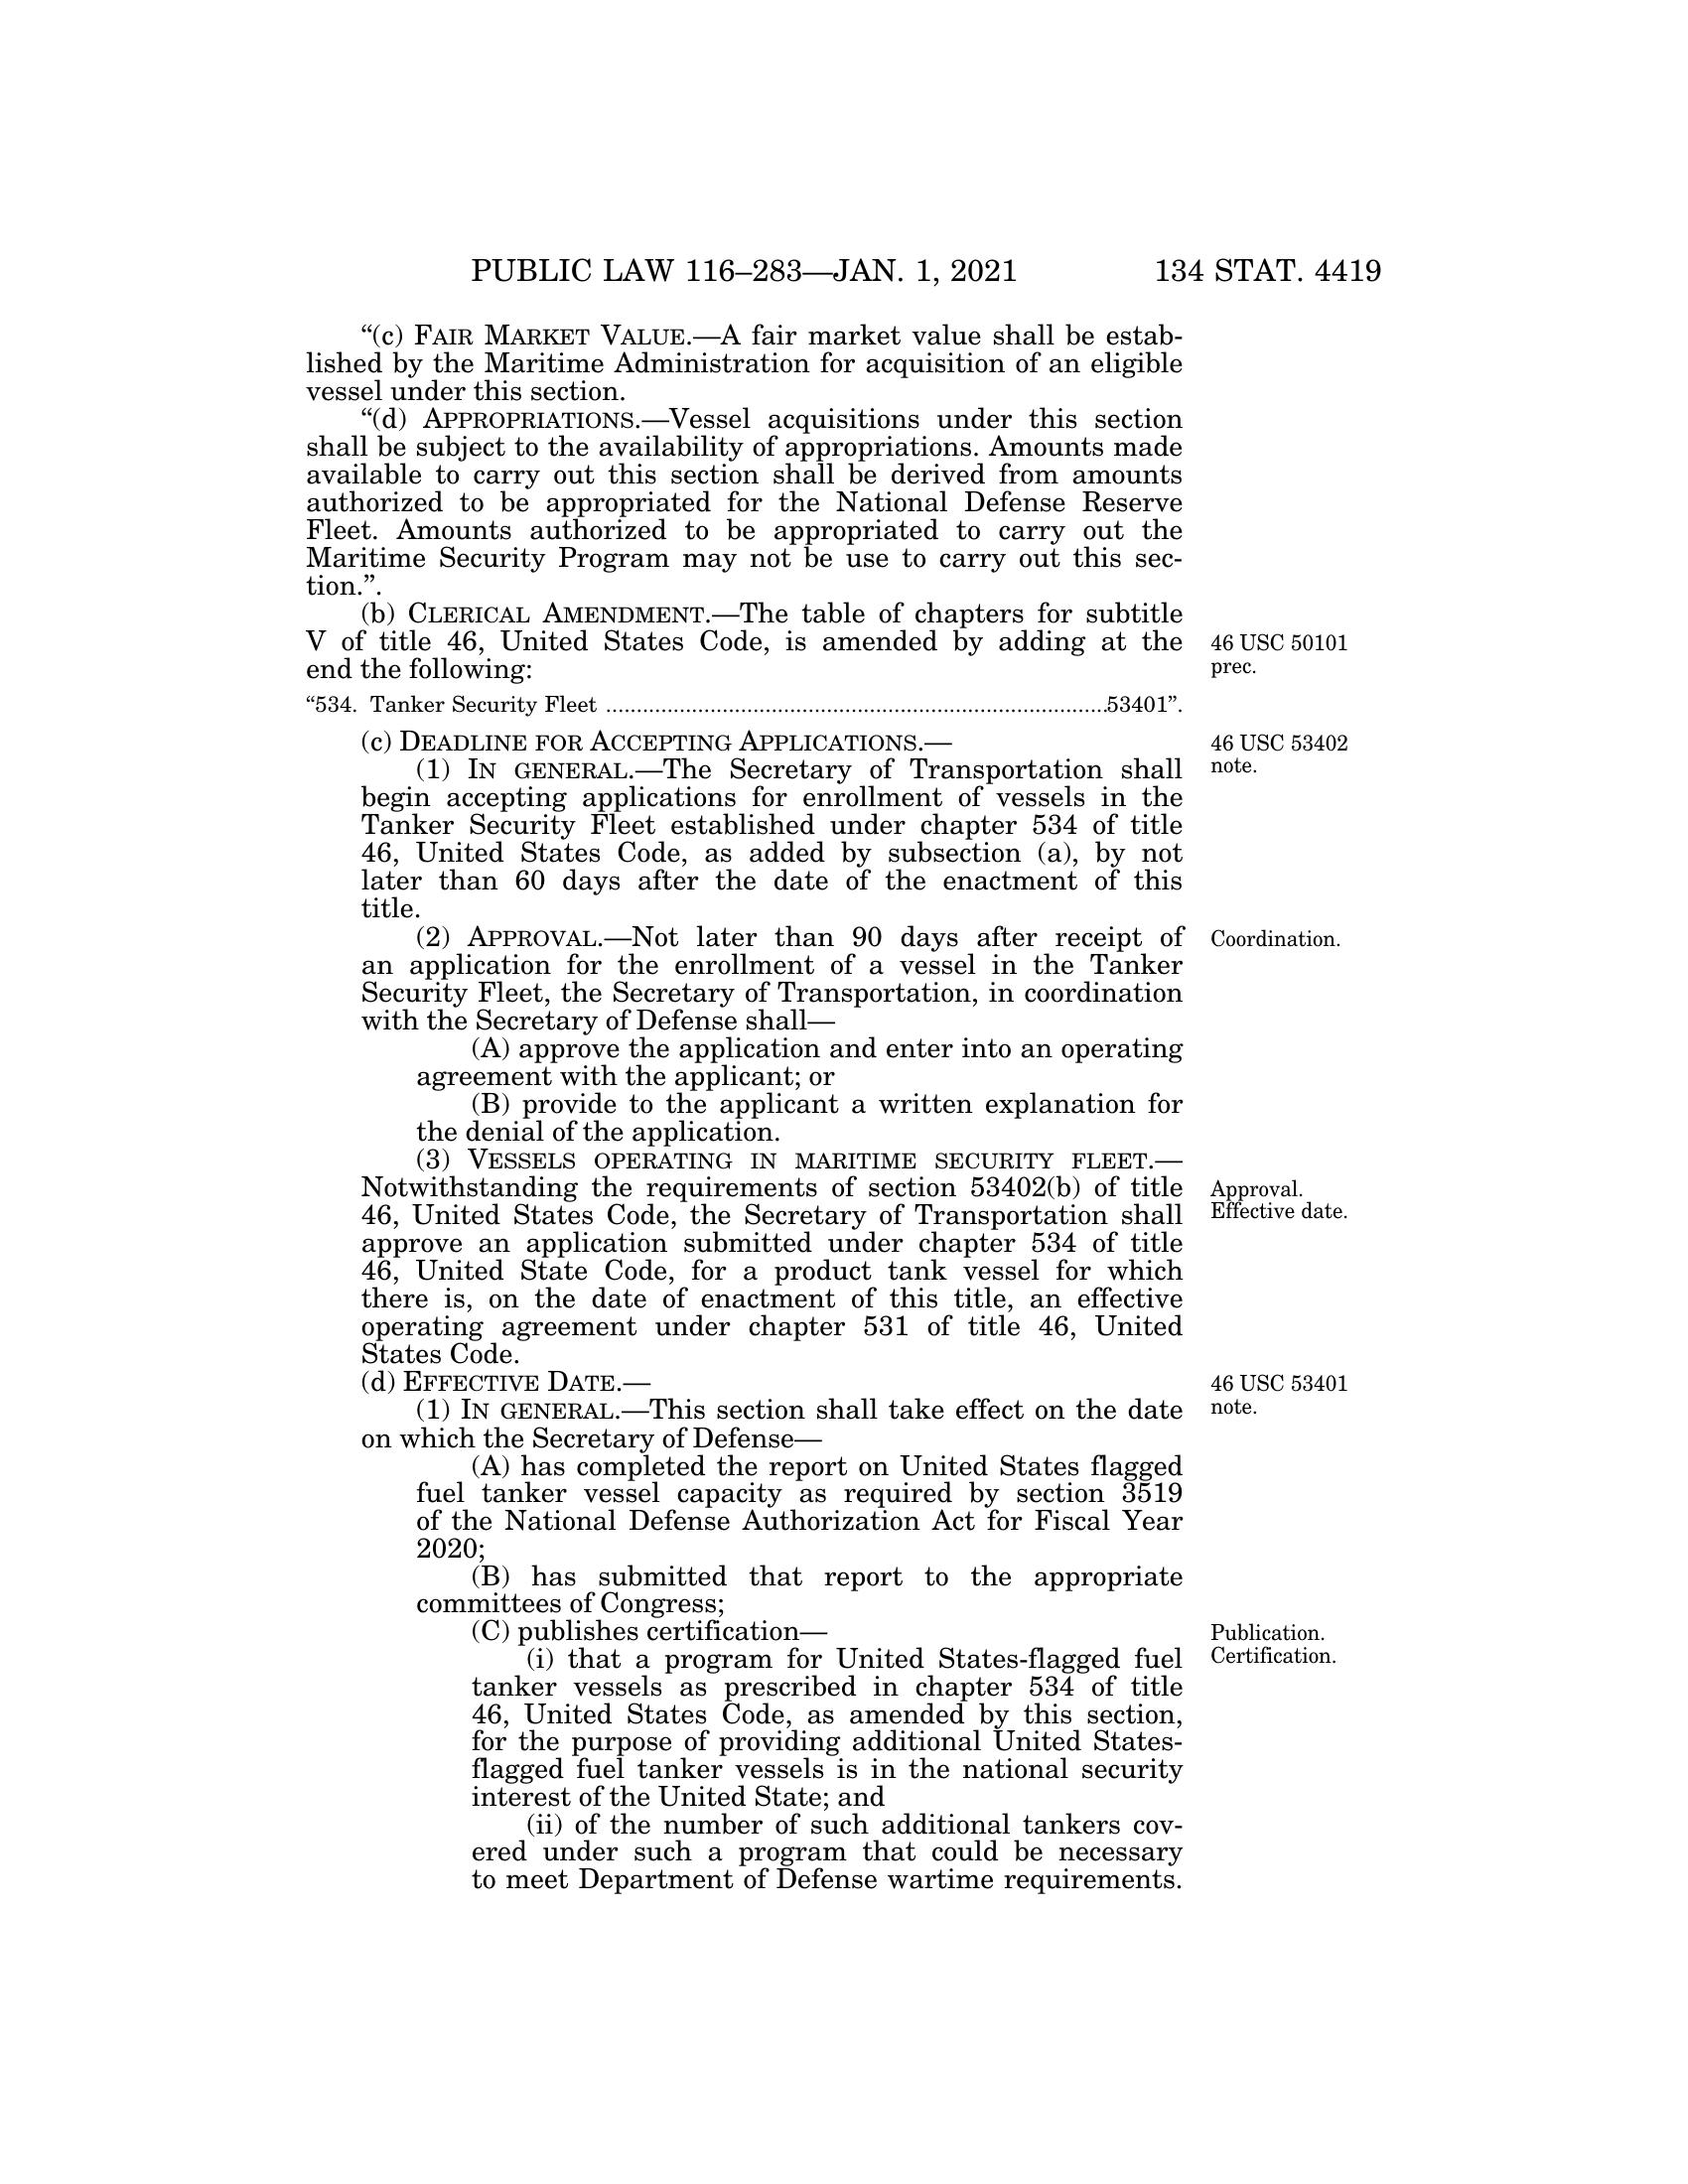 PUBLIC LAW 116–283—JAN. 1, 2021 134 STAT. 4419
“(c) FAIR MARKET VALUE.—A fair market value shall be estab-
lished by the Maritime Administration for acquisition of an eligible
vessel under this section.
“(d) APPROPRIATIONS.—Vessel acquisitions under this section
shall be subject to the availability of appropriations. Amounts made
available to carry out this section shall be derived from amounts
authorized to be appropriated for the National Defense Reserve
Fleet. Amounts authorized to be appropriated to carry out the
Maritime Security Program may not be use to carry out this sec-
tion.”.
(b) CLERICAL AMENDMENT.—The table of chapters for subtitle
V of title 46, United States Code, is amended by adding at the
end the following:
46 USC 50101
prec.
“534. Tanker Security Fleet ...................................................................................53401”.
(c) DEADLINE FOR ACCEPTING APPLICATIONS.—
46 USC 53402
note.
(1) IN GENERAL.—The Secretary of Transportation shall
begin accepting applications for enrollment of vessels in the
Tanker Security Fleet established under chapter 534 of title
46, United States Code, as added by subsection (a), by not
later than 60 days after the date of the enactment of this
title.
(2) APPROVAL.—Not later than 90 days after receipt of
an application for the enrollment of a vessel in the Tanker
Security Fleet, the Secretary of Transportation, in coordination
with the Secretary of Defense shall—
Coordination.
(A) approve the application and enter into an operating
agreement with the applicant; or
(B) provide to the applicant a written explanation for
the denial of the application.
(3) VESSELS OPERATING IN MARITIME SECURITY FLEET.—
Notwithstanding the requirements of section 53402(b) of title
46, United States Code, the Secretary of Transportation shall
approve an application submitted under chapter 534 of title
46, United State Code, for a product tank vessel for which
there is, on the date of enactment of this title, an effective
operating agreement under chapter 531 of title 46, United
States Code.
Approval.
Effective date.
(d) EFFECTIVE DATE.—
46 USC 53401
note.
(1) IN GENERAL.—This section shall take effect on the date
on which the Secretary of Defense—
(A) has completed the report on United States flagged
fuel tanker vessel capacity as required by section 3519
of the National Defense Authorization Act for Fiscal Year
2020;
(B) has submitted that report to the appropriate
committees of Congress;
(C) publishes certification—
Publication.
Certification.
(i) that a program for United States-flagged fuel
tanker vessels as prescribed in chapter 534 of title
46, United States Code, as amended by this section,
for the purpose of providing additional United States-
flagged fuel tanker vessels is in the national security
interest of the United State; and
(ii) of the number of such additional tankers cov-
ered under such a program that could be necessary
to meet Department of Defense wartime requirements.